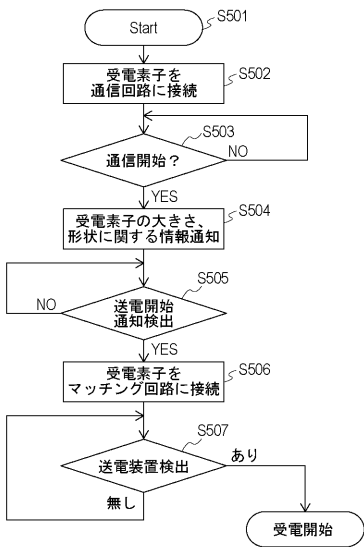 S501
Start
S502
受電素子を
通信回路に接続
S503
通信開始？
NO
YES
S504
受電素子の大きさ、
形状に関する情報通知
S505
送電開始
通知検出
NO
YES
S506
受電素子を
マッチング回路に接続
S507
送電装置検出
あり
無し
受電開始